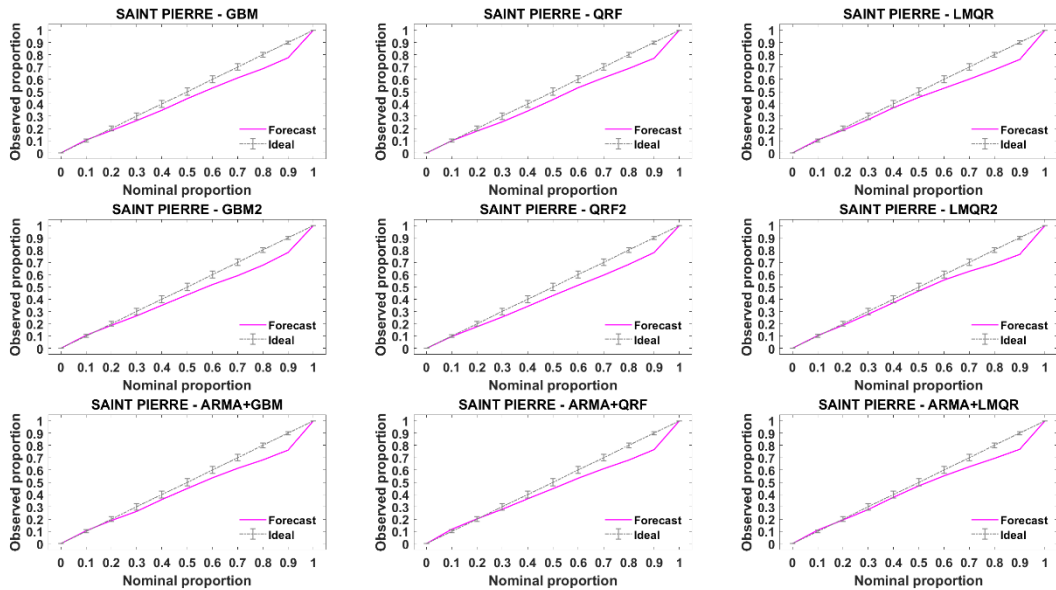 SAINT PIERRE - GBM
1
0.9
0.8
0.7
0.6
0.5
0.4
0.3
0.2
0.1
0
Observed proportion
Forecast
Ideal
0 0.1 0.2 0.3 0.4 0.5 0.6 0.7 0.8 0.9 1
Nominal proportion
SAINT PIERRE - QRF
1
0.9
0.8
0.7
0.6
0.5
0.4
0.3
0.2
0.1
0
Observed proportion
Forecast
Ideal
0 0.1 0.2 0.3 0.4 0.5 0.6 0.7 0.8 0.9 1
Nominal proportion
SAINT PIERRE - LMQR
1
0.9
0.8
0.7
0.6
0.5
0.4
0.3
0.2
0.1
0
Observed proportion
Forecast
Ideal
0 0.1 0.2 0.3 0.4 0.5 0.6 0.7 0.8 0.9 1
Nominal proportion
SAINT PIERRE - GBM2
1
0.9
0.8
0.7
0.6
0.5
0.4
0.3
0.2
0.1
0
Observed proportion
Forecast
Ideal
0 0.1 0.2 0.3 0.4 0.5 0.6 0.7 0.8 0.9 1
Nominal proportion
SAINT PIERRE - QRF2
1
0.9
0.8
0.7
0.6
0.5
0.4
0.3
0.2
0.1
0
Observed proportion
Forecast
Ideal
0 0.1 0.2 0.3 0.4 0.5 0.6 0.7 0.8 0.9 1
Nominal proportion
SAINT PIERRE - LMQR2
1
0.9
0.8
0.7
0.6
0.5
0.4
0.3
0.2
0.1
0
Observed proportion
Forecast
Ideal
0 0.1 0.2 0.3 0.4 0.5 0.6 0.7 0.8 0.9 1
Nominal proportion
SAINT PIERRE - ARMA+GBM
1
0.9
0.8
0.7
0.6
0.5
0.4
0.3
0.2
0.1
0
Observed proportion
Forecast
Ideal
0 0.1 0.2 0.3 0.4 0.5 0.6 0.7 0.8 0.9 1
Nominal proportion
SAINT PIERRE - ARMA+QRF
1
0.9
0.8
0.7
0.6
0.5
0.4
0.3
0.2
0.1
0
Observed proportion
Forecast
Ideal
0 0.1 0.2 0.3 0.4 0.5 0.6 0.7 0.8 0.9 1
Nominal proportion
SAINT PIERRE - ARMA+LMQR
1
0.9
0.8
0.7
0.6
0.5
0.4
0.3
0.2
0.1
0
Observed proportion
Forecast
Ideal
0 0.1 0.2 0.3 0.4 0.5 0.6 0.7 0.8 0.9 1
Nominal proportion